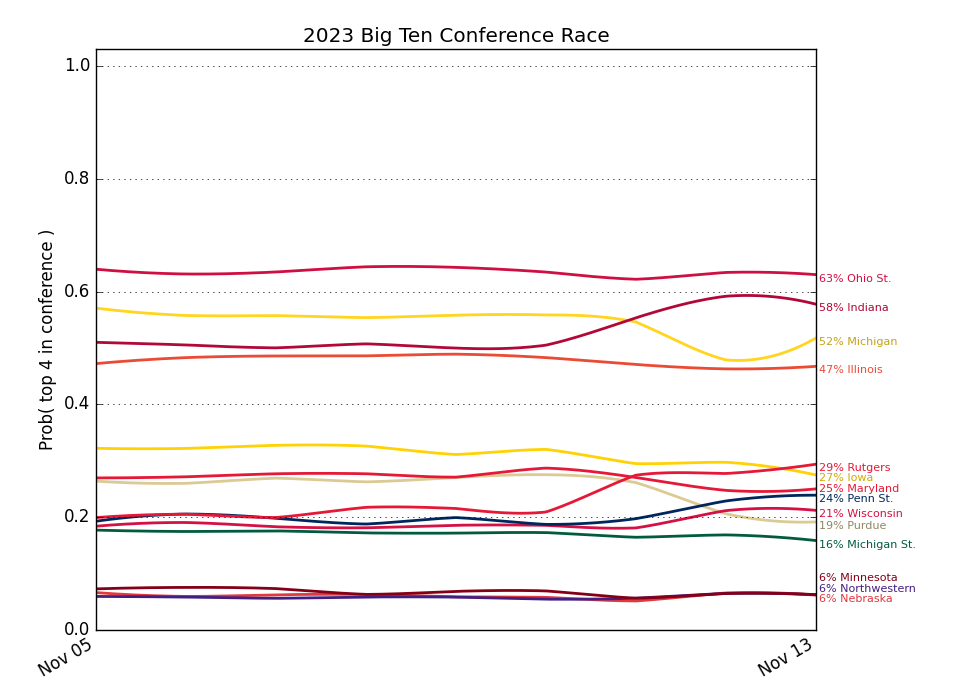 2023 Big Ten Conference Race
Prob( top 4 in conference )
1.0
0.8
0.6
0.4
0.2
0.0
Nov 05
Nov 13
63% Ohio St.
58% Indiana
52% Michigan
47% Illinois
29% Rutgers
27% Iowa
25% Maryland
24% Penn St.
21% Wisconsin
19% Purdue
16% Michigan St.
6% Minnesota
6% Northwestern
6% Nebraska